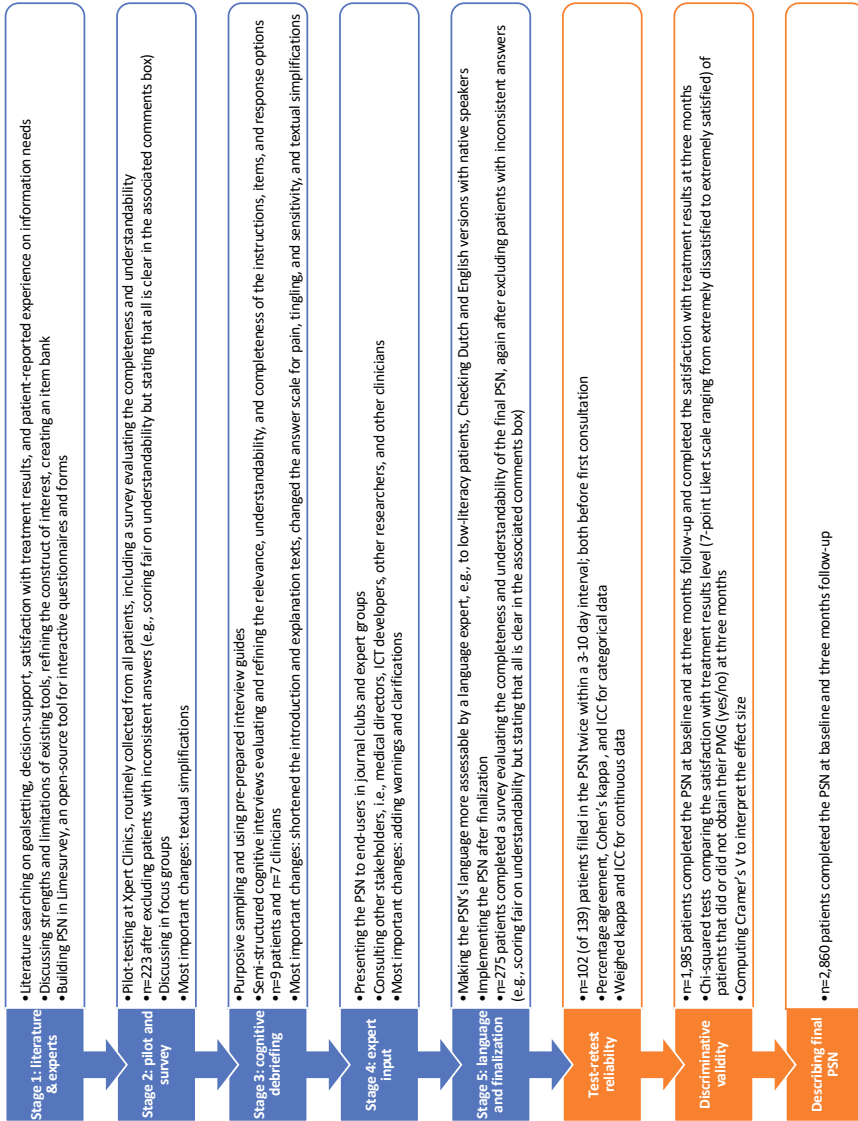 Stage 1: literature
& experts
•Literature searching on goalsetting, decision-support, satisfaction with treatment results, and patient-reported experience on information needs
•Discussing strengths and limitations of existing tools, refining the construct of interest, creating an item bank
•Building PSN in Limesurvey, an open-source tool for interactive questionnaires and forms
Stage 2: pilot and
survey
•Pilot-testing at Xpert Clinics, routinely collected from all patients, including a survey evaluating the completeness and understandability
•n=223 after excluding patients with inconsistent answers (e.g., scoring fair on understandability but stating that all is clear in the associated comments box)
•Discussing in focus groups
•Most important changes: textual simplifications
Stage 3: cognitive
debriefing
•Purposive sampling and using pre-prepared interview guides
•Semi-structured cognitive interviews evaluating and refining the relevance, understandability, and completeness of the instructions, items, and response options
•n=9 patients and n=7 clinicians
•Most important changes: shortened the introduction and explanation texts, changed the answer scale for pain, tingling, and sensitivity, and textual simplifications
Stage 4: expert
input
•Presenting the PSN to end-users in journal clubs and expert groups
•Consulting other stakeholders, i.e., medical directors, ICT developers, other researchers, and other clinicians
•Most important changes: adding warnings and clarifications
Stage 5: language
and finalization
•Making the PSN's language more assessable by a language expert, e.g., to low-literacy patients, Checking Dutch and English versions with native speakers
•Implementing the PSN after finalization
•n=275 patients completed a survey evaluating the completeness and understandability of the final PSN, again after excluding patients with inconsistent answers
(e.g., scoring fair on understandability but stating that all is clear in the associated comments box)
Test-retest
reliabilty
•n=102 (of 139) patients filled in the PSN twice within a 3-10 day interval; both before first consultation
•Percentage agreement, Cohen's kappa , and ICC for categorical data
•Weighed kappa and ICC for continuous data
Discriminative
validity
•n=1,985 patients completed the PSN at baseline and at three months follow-up and completed the satisfaction with treatment results at three months
•Chi-squared tests comparing the satisfaction with treatment results level (7-point Likert scale ranging from extremely dissatisfied to extremely satisfied) of
patients that did or did not obtain their PMG (yes/no) at three months
•Computing Cramer's V to interpret the effect size
Describing final
PSN
•n=2,860 patients completed the PSN at baseline and three months follow-up